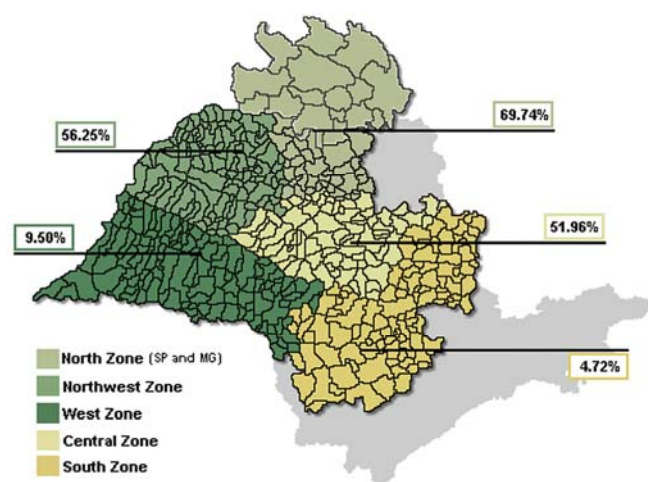 69.74%
56.25%
9.50%
51.96%
4.72%
North Zone (SP and MG)
Northwest Zone
West Zone
Central Zone
South Zone